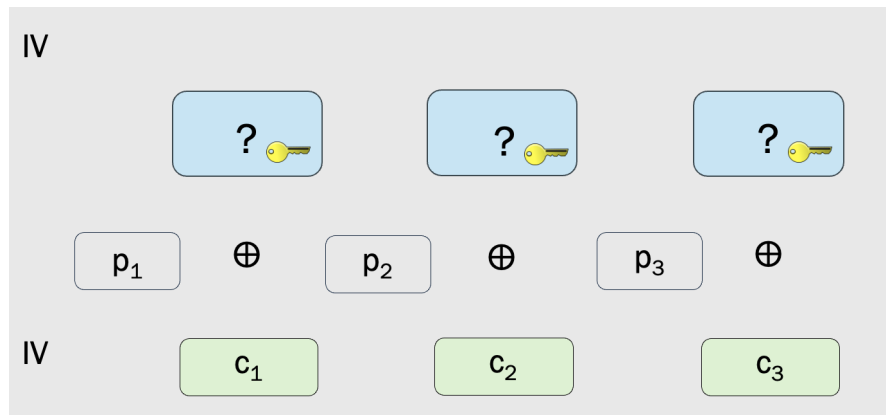 IV
? ? ?
p₁ ⊕ p₂ ⊕ p₃ ⊕
IV c₁ c₂ c₃